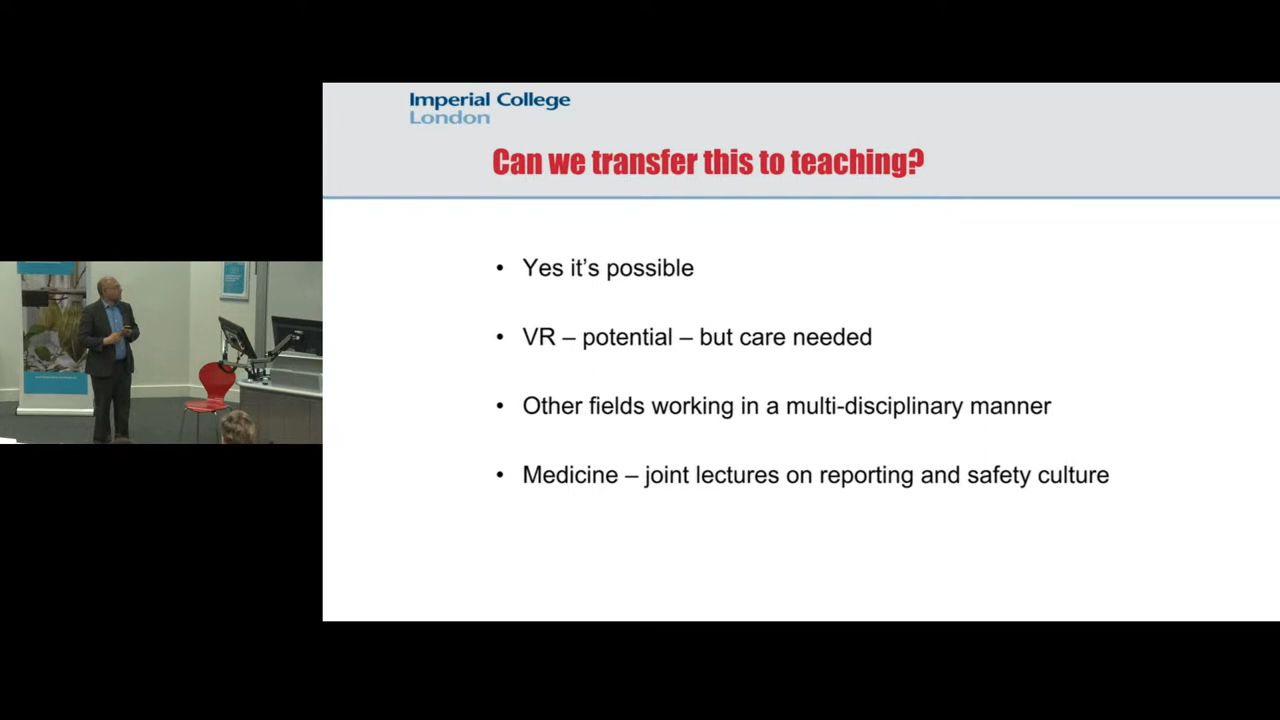 Imperial College
London
Can we transfer this to teaching?
• Yes it’s possible
• VR – potential – but care needed
• Other fields working in a multi-disciplinary manner
• Medicine – joint lectures on reporting and safety culture